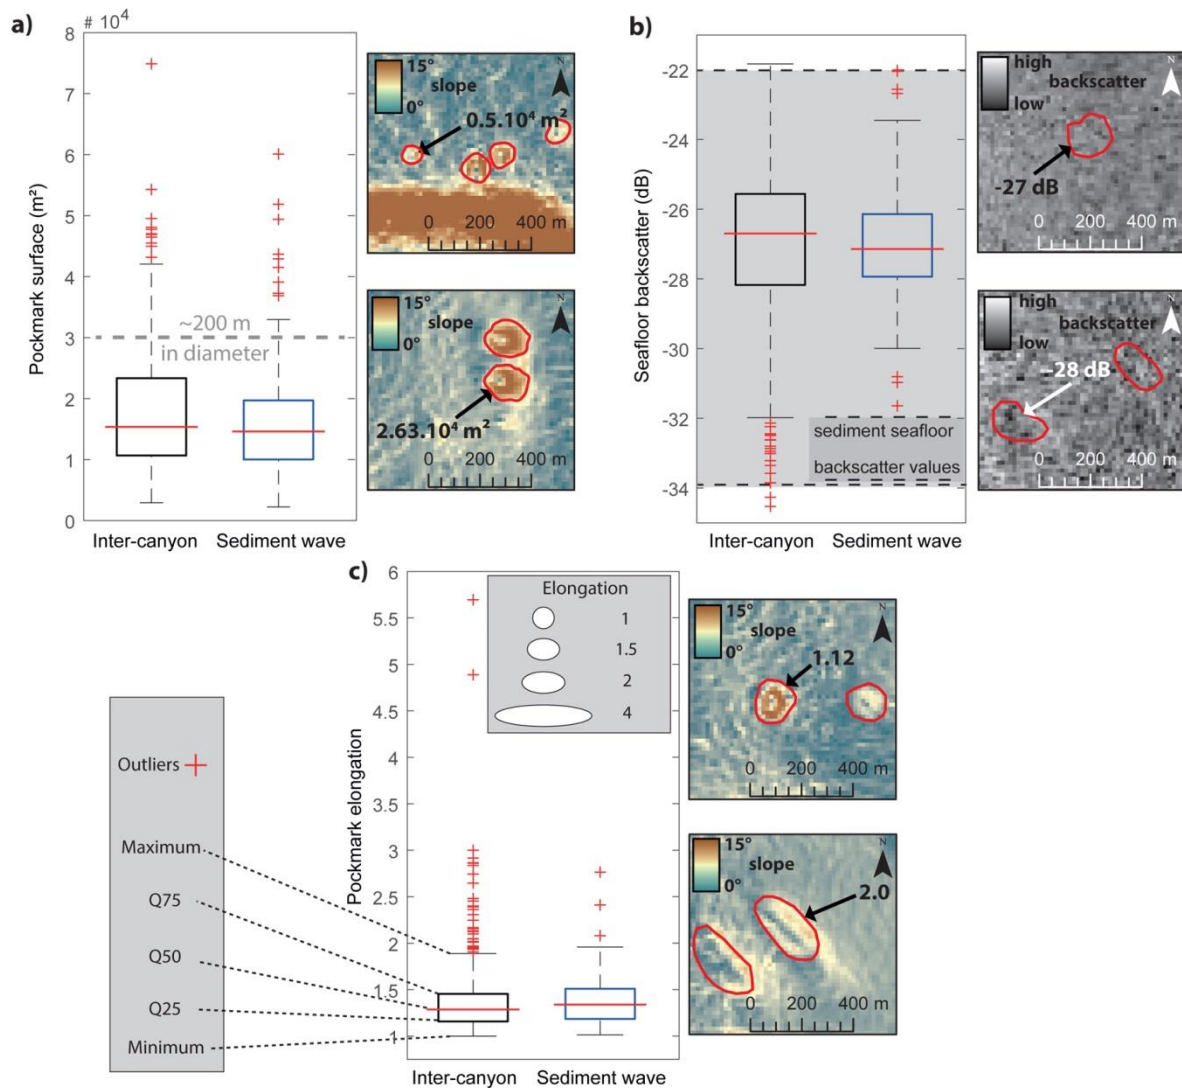 a)
# 10⁴
8
7
6
5
4
3
2
1
0
Pockmark surface (m²)
~200 m
in diameter
Inter-canyon
Sediment wave
15°
slope
0°
N
0.5.10⁴ m²
0 200 400 m
15°
slope
0°
N
2.63.10⁴ m²
0 200 400 m
b)
-22
-24
-26
-28
-30
-32
-34
Seafloor backscatter (dB)
sediment seafloor
backscatter values
Inter-canyon
Sediment wave
high
backscatter
low
N
-27 dB
0 200 400 m
high
backscatter
low
N
–28 dB
0 200 400 m
c)
6
5.5
5
4.5
4
3.5
3
2.5
2
1.5
1
Pockmark elongation
Elongation
1
1.5
2
4
Inter-canyon
Sediment wave
Outliers
Maximum
Q75
Q50
Q25
Minimum
15°
slope
0°
N
1.12
0 200 400 m
15°
slope
0°
N
2.0
0 200 400 m